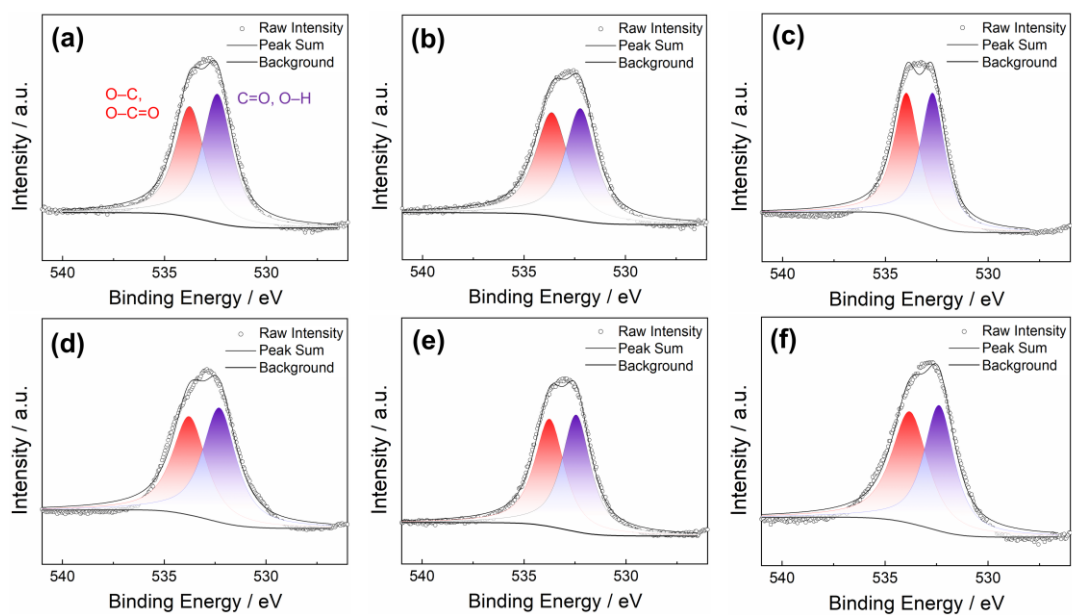 (a)
Raw Intensity
Peak Sum
Background
O–C,
O–C=O
C=O, O–H
Intensity / a.u.
540
535
530
Binding Energy / eV
(b)
Raw Intensity
Peak Sum
Background
Intensity / a.u.
540
535
530
Binding Energy / eV
(c)
Raw Intensity
Peak Sum
Background
Intensity / a.u.
540
535
530
Binding Energy / eV
(d)
Raw Intensity
Peak Sum
Background
Intensity / a.u.
540
535
530
Binding Energy / eV
(e)
Raw Intensity
Peak Sum
Background
Intensity / a.u.
540
535
530
Binding Energy / eV
(f)
Raw Intensity
Peak Sum
Background
Intensity / a.u.
540
535
530
Binding Energy / eV